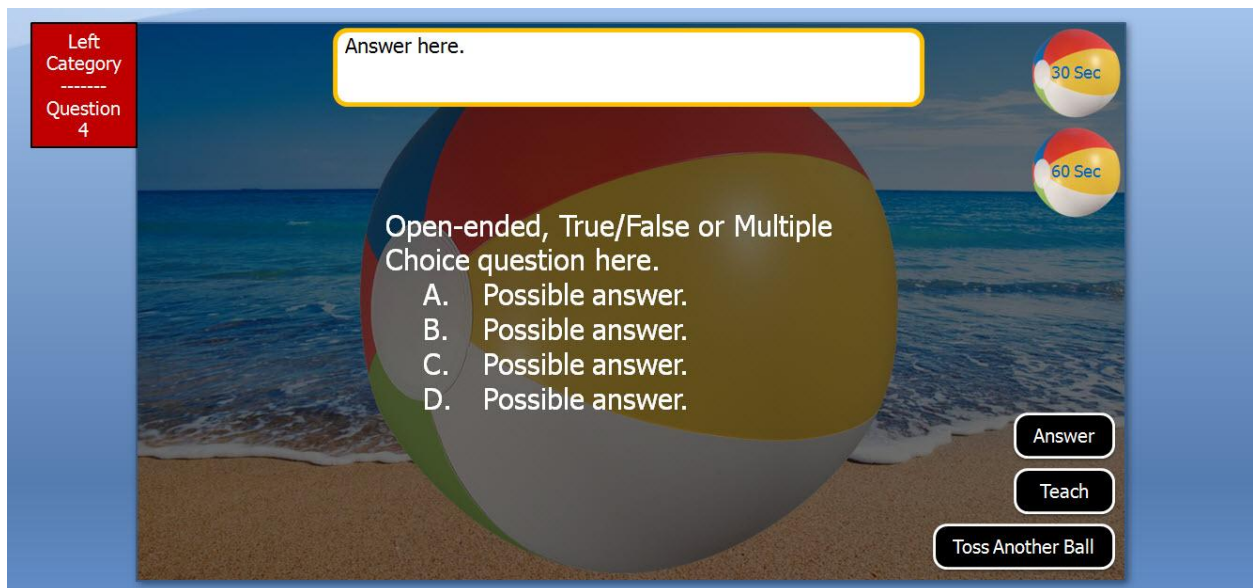 Left
Category
-------
Question
4
Answer here.
30 Sec
60 Sec
Open-ended, True/False or Multiple
Choice question here.
A. Possible answer.
B. Possible answer.
C. Possible answer.
D. Possible answer.
Answer
Teach
Toss Another Ball